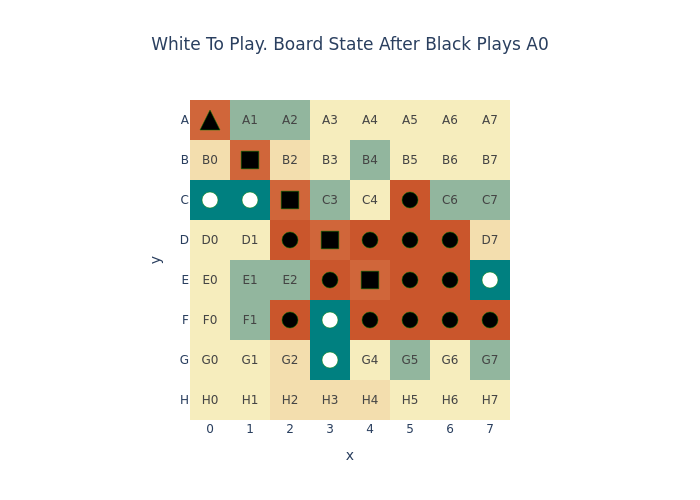 White To Play. Board State After Black Plays A0
A A1 A2 A3 A4 A5 A6 A7
B B0 B2 B3 B4 B5 B6 B7
C C3 C4 C6 C7
D D0 D1 D7
E E0 E1 E2
F F0 F1
G G0 G1 G2 G4 G5 G6 G7
H H0 H1 H2 H3 H4 H5 H6 H7
0 1 2 3 4 5 6 7
x
y